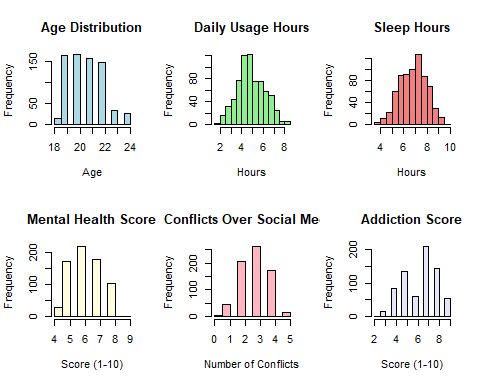 Age Distribution
Frequency
0
50
150
18
20
22
24
Age
Daily Usage Hours
Frequency
0
40
80
2
4
6
8
Hours
Sleep Hours
Frequency
0
40
80
4
6
8
10
Hours
Mental Health Score
Frequency
0
100
200
4
5
6
7
8
9
Score (1-10)
Conflicts Over Social Me
Frequency
0
100
200
0
1
2
3
4
5
Number of Conflicts
Addiction Score
Frequency
0
100
200
2
4
6
8
Score (1-10)